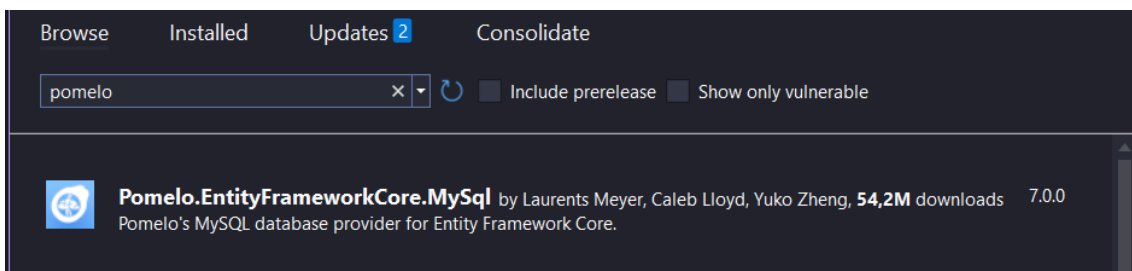 Browse Installed Updates 2 Consolidate
pomelo Include prerelease Show only vulnerable
Pomelo.EntityFrameworkCore.MySql by Laurents Meyer, Caleb Lloyd, Yuko Zheng, 54,2M downloads 7.0.0
Pomelo's MySQL database provider for Entity Framework Core.